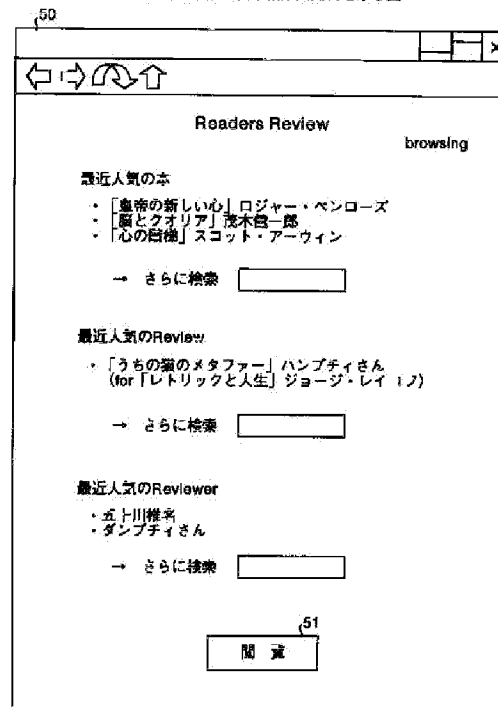 50
Readers Review
browsing
最近人気の本
・「皇帝の新しい心」ロジャー・ペンローズ
・「脳とクオリア」茂木健一郎
・「心の階梯」スコット・アーウィン
→ さらに検索
最近人気のReview
・「うちの猫のメタファー」ハンプティさん
(for「レトリックと人生」ジョージ・レイ
→ さらに検索
最近人気のReviewer
・五十川椎名
・ダンプティさん
→ さらに検索
51
閲 覧